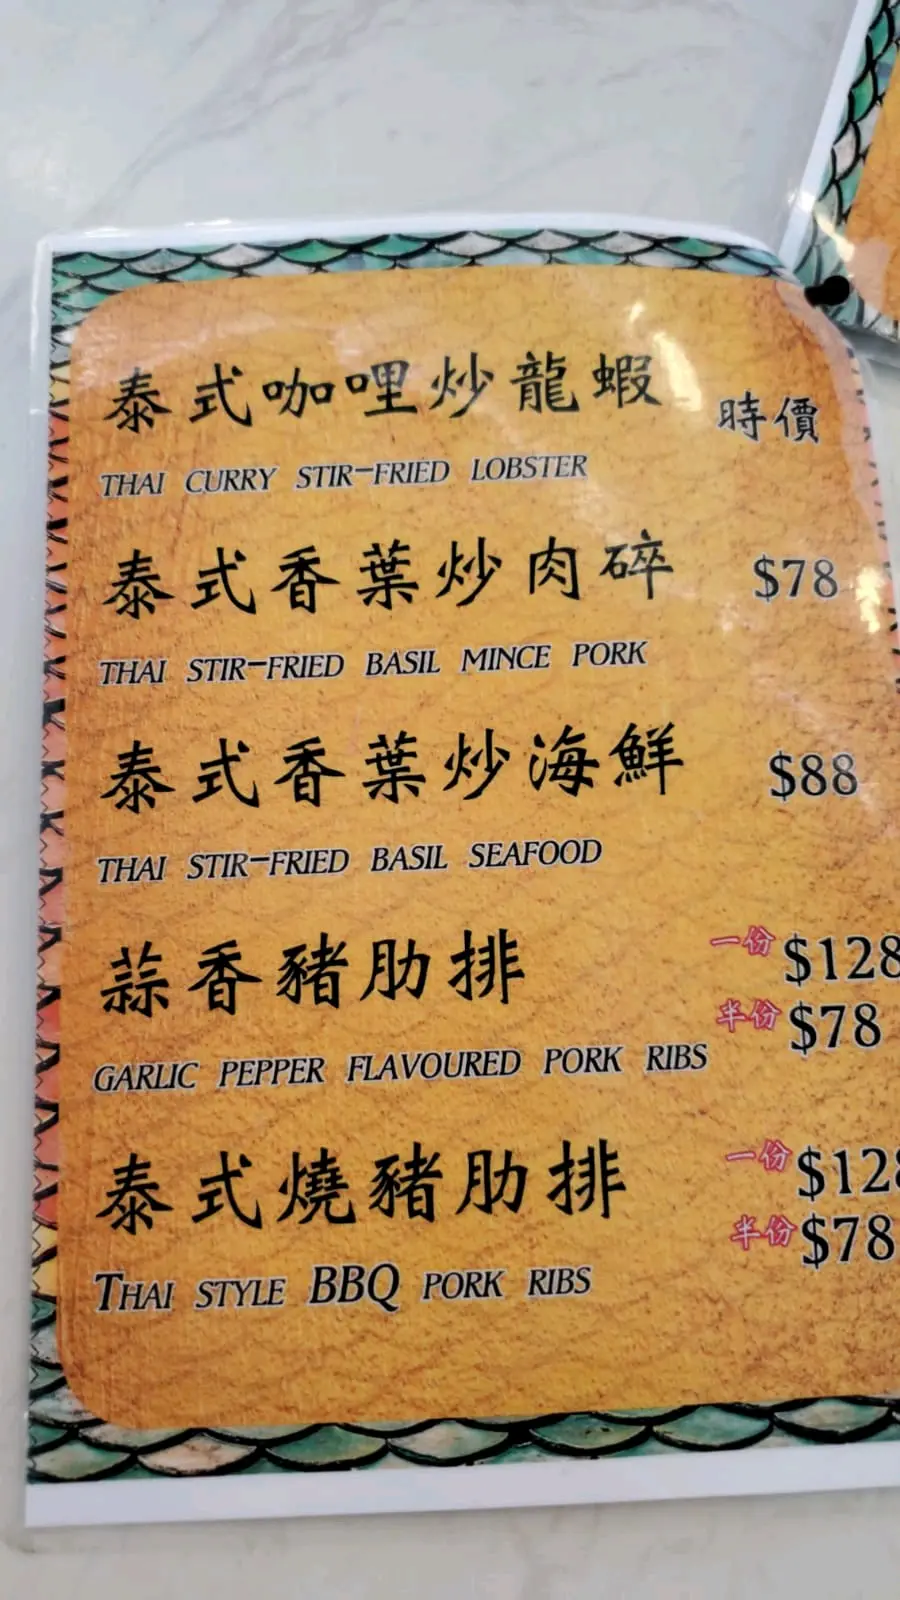 泰式咖哩炒龍蝦 時價
THAI CURRY STIR-FRIED LOBSTER
泰式香葉炒肉碎 $78
THAI STIR-FRIED BASIL MINCE PORK
泰式香葉炒海鮮 $88
THAI STIR-FRIED BASIL SEAFOOD
蒜香豬肋排 一份 $128
半份 $78
GARLIC PEPPER FLAVOURED PORK RIBS
泰式燒豬肋排 一份 $128
半份 $78
THAI STYLE BBQ PORK RIBS